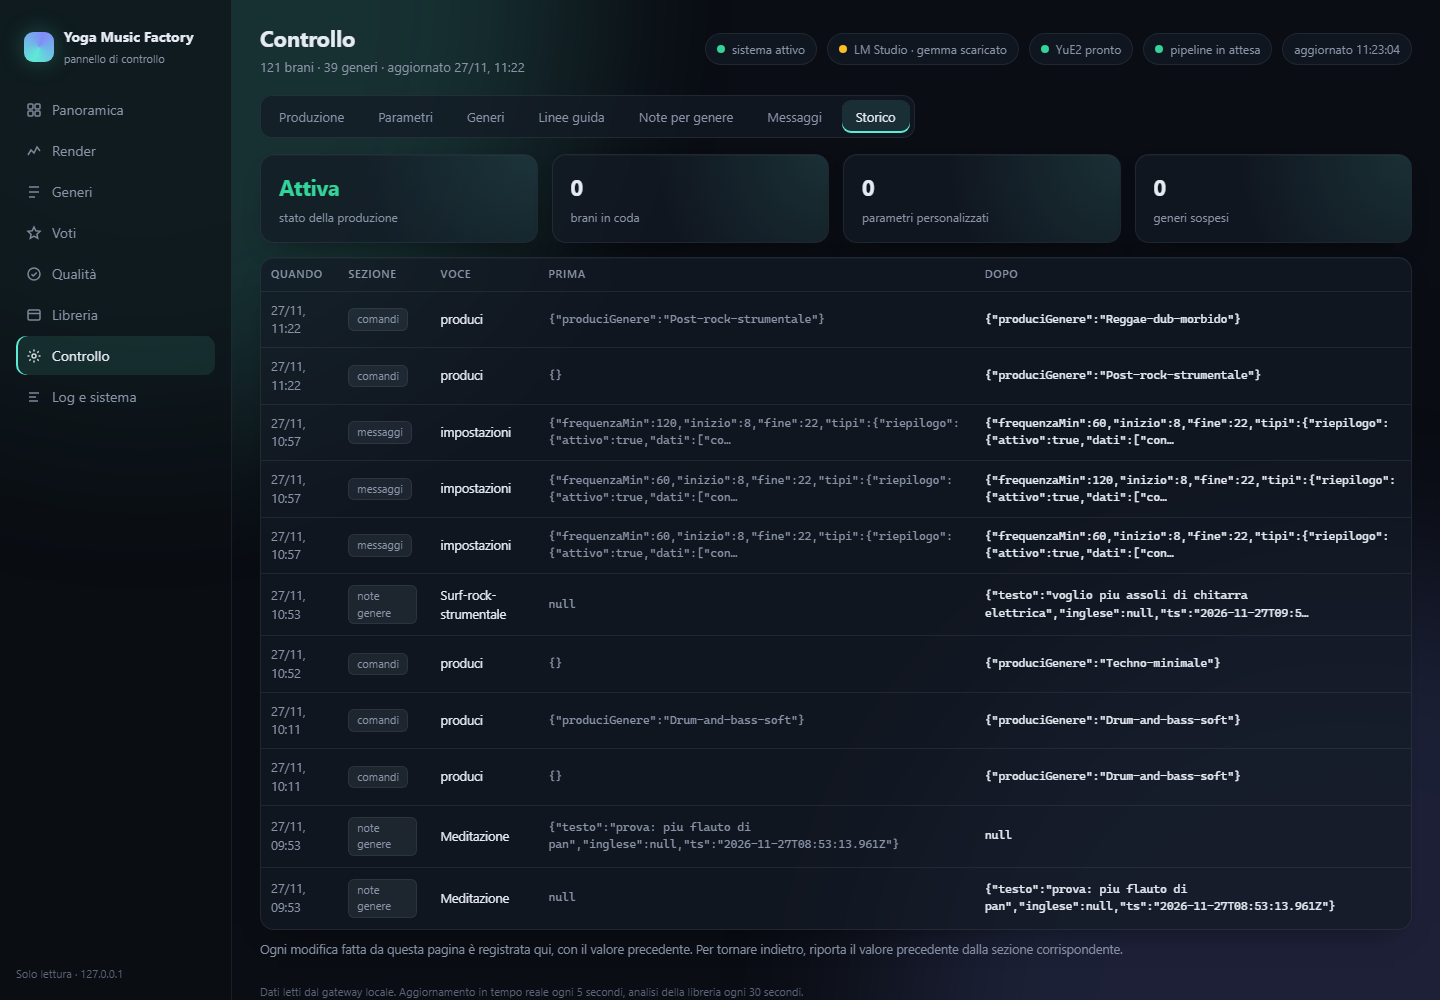 Yoga Music Factory
pannello di controllo
Panoramica
Render
Generi
Voti
Qualità
Libreria
Controllo
Log e sistema
Solo lettura · 127.0.0.1
Controllo
121 brani · 39 generi · aggiornato 27/11, 11:22
sistema attivo
LM Studio · gemma scaricato
YuE2 pronto
pipeline in attesa
aggiornato 11:23:04
Produzione
Parametri
Generi
Linee guida
Note per genere
Messaggi
Storico
Attiva
stato della produzione
0
brani in coda
0
parametri personalizzati
0
generi sospesi
QUANDO SEZIONE VOCE PRIMA DOPO
27/11,
11:22
comandi
produci
{"produciGenere":"Post-rock-strumentale"}
{"produciGenere":"Reggae-dub-morbido"}
27/11,
11:22
comandi
produci
{}
{"produciGenere":"Post-rock-strumentale"}
27/11,
10:57
messaggi
impostazioni
{"frequenzaMin":120,"inizio":8,"fine":22,"tipi":{"riepilogo":
{"attivo":true,"dati":["co…
{"frequenzaMin":60,"inizio":8,"fine":22,"tipi":{"riepilogo":
{"attivo":true,"dati":["con…
27/11,
10:57
messaggi
impostazioni
{"frequenzaMin":60,"inizio":8,"fine":22,"tipi":{"riepilogo":
{"attivo":true,"dati":["con…
{"frequenzaMin":120,"inizio":8,"fine":22,"tipi":{"riepilogo":
{"attivo":true,"dati":["co…
27/11,
10:57
messaggi
impostazioni
{"frequenzaMin":60,"inizio":8,"fine":22,"tipi":{"riepilogo":
{"attivo":true,"dati":["con…
{"frequenzaMin":60,"inizio":8,"fine":22,"tipi":{"riepilogo":
{"attivo":true,"dati":["con…
27/11,
10:53
note
genere
Surf-rock-
strumentale
null
{"testo":"voglio piu assoli di chitarra
elettrica","inglese":null,"ts":"2026-11-27T09:5…
27/11,
10:52
comandi
produci
{}
{"produciGenere":"Techno-minimale"}
27/11,
10:11
comandi
produci
{"produciGenere":"Drum-and-bass-soft"}
{"produciGenere":"Drum-and-bass-soft"}
27/11,
10:11
comandi
produci
{}
{"produciGenere":"Drum-and-bass-soft"}
27/11,
09:53
note
genere
Meditazione
{"testo":"prova: piu flauto di
pan","inglese":null,"ts":"2026-11-27T08:53:13.961Z"}
null
27/11,
09:53
note
genere
Meditazione
null
{"testo":"prova: piu flauto di
pan","inglese":null,"ts":"2026-11-27T08:53:13.961Z"}
Ogni modifica fatta da questa pagina è registrata qui, con il valore precedente. Per tornare indietro, riporta il valore precedente dalla sezione corrispondente.
Dati letti dal gateway locale. Aggiornamento in tempo reale ogni 5 secondi, analisi della libreria ogni 30 secondi.